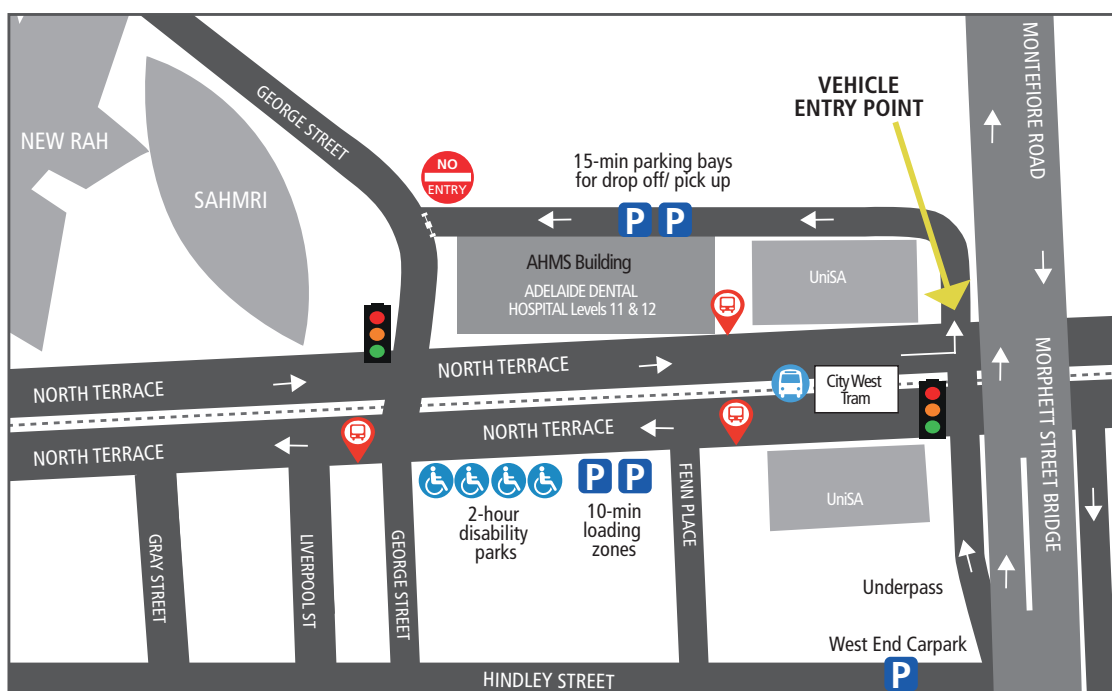 NEW RAH
SAHMRI
GEORGE STREET
NO
ENTRY
15-min parking bays
for drop off/ pick up
P P
VEHICLE
ENTRY POINT
MONTEFIORE ROAD
AHMS Building
ADELAIDE DENTAL
HOSPITAL Levels 11 & 12
UniSA
NORTH TERRACE
NORTH TERRACE
City West
Tram
MORPHETT STREET BRIDGE
NORTH TERRACE
NORTH TERRACE
GRAY STREET
LIVERPOOL ST
GEORGE STREET
2-hour
disability
parks
P P
10-min
loading
zones
FENN PLACE
UniSA
Underpass
West End Carpark
P
HINDLEY STREET